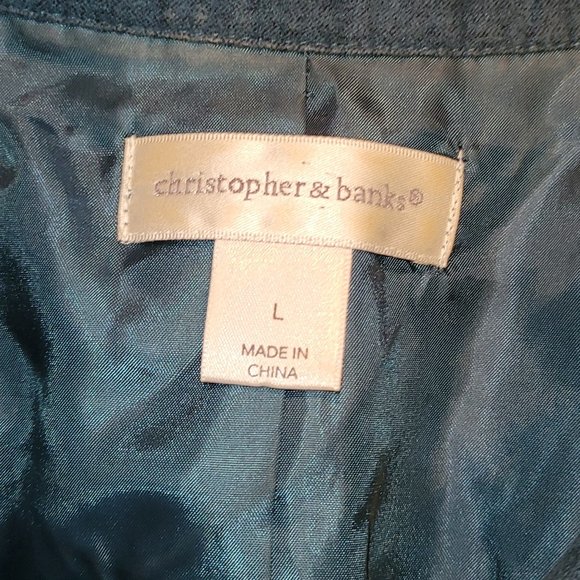 christopher & banks®
L
MADE IN
CHINA